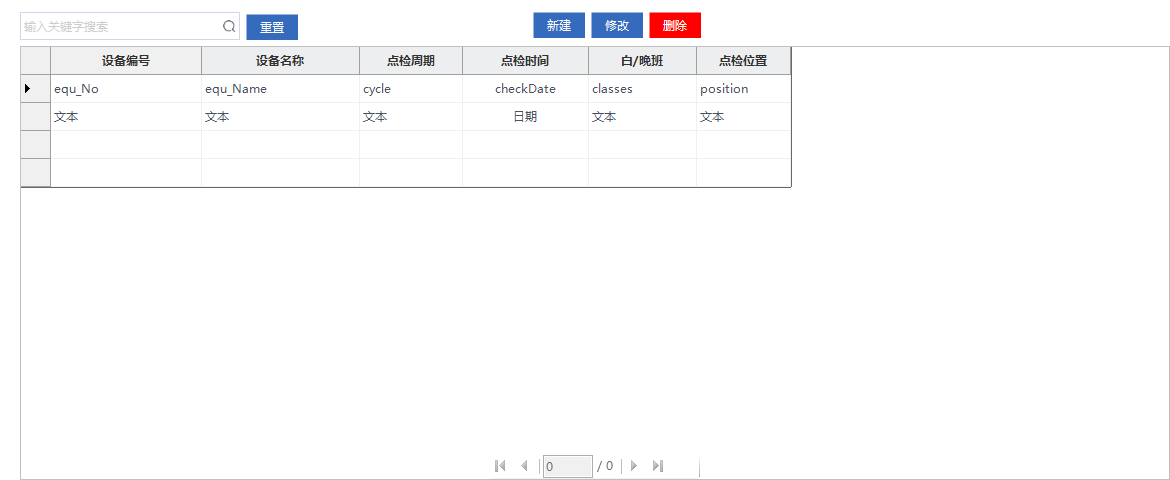 输入关键字搜索 重置 新建 修改 删除
设备编号 设备名称 点检周期 点检时间 白/晚班 点检位置
equ_No equ_Name cycle checkDate classes position
文本 文本 文本 日期 文本 文本
0 / 0